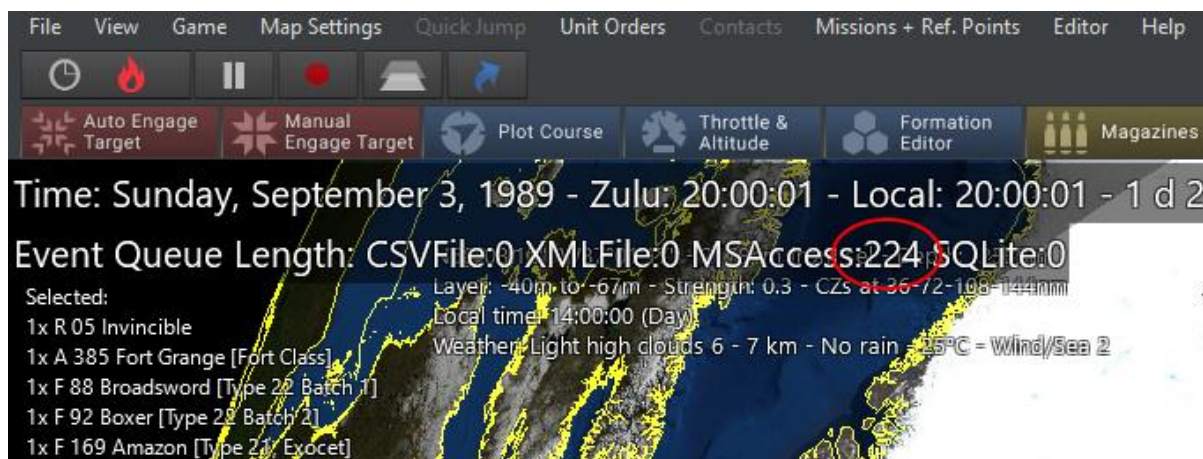 File View Game Map Settings Quick Jump Unit Orders Contacts Missions + Ref. Points Editor Help
Auto Engage Target Manual Engage Target Plot Course Throttle & Altitude Formation Editor Magazines
Time: Sunday, September 3, 1989 - Zulu: 20:00:01 - Local: 20:00:01 - 1 d 2
Event Queue Length: CSVFile:0 XMLFile:0 MSAccess:224 SQLite:0
Layer: -40m to -67m - Strength: 0.3 - CZs at 36-72-108-144nm
Local time: 14:00:00 (Day)
Weather: Light high clouds 6 - 7 km - No rain - 25°C - Wind/Sea 2
Selected:
1x R 05 Invincible
1x A 385 Fort Grange [Fort Class]
1x F 88 Broadsword [Type 22 Batch 1]
1x F 92 Boxer [Type 22 Batch 2]
1x F 169 Amazon [Type 21, Exocet]